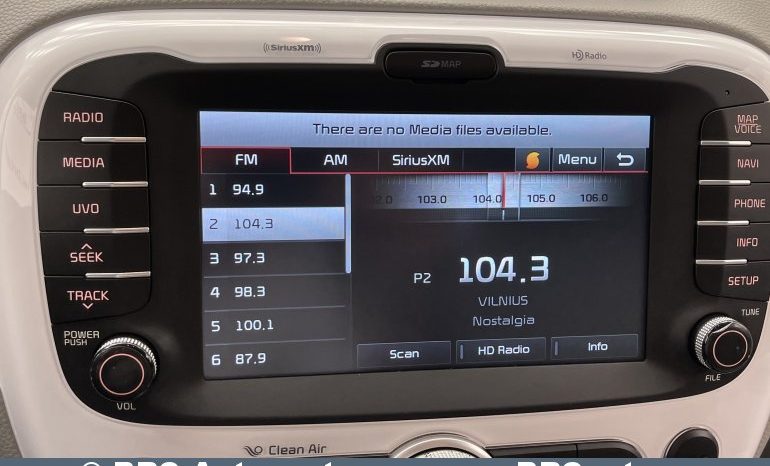 SiriusXM
HD Radio
SD MAP
RADIO
MEDIA
UVO
SEEK
TRACK
POWER
PUSH
VOL
There are no Media files available.
FM AM SiriusXM Menu
1 94.9
2 104.3
3 97.3
4 98.3
5 100.1
6 87.9
103.0 104.0 105.0 106.0
P2 104.3
VILNIUS
Nostalgia
Scan HD Radio Info
MAP
VOICE
NAVI
PHONE
INFO
SETUP
TUNE
FILE
Clean Air